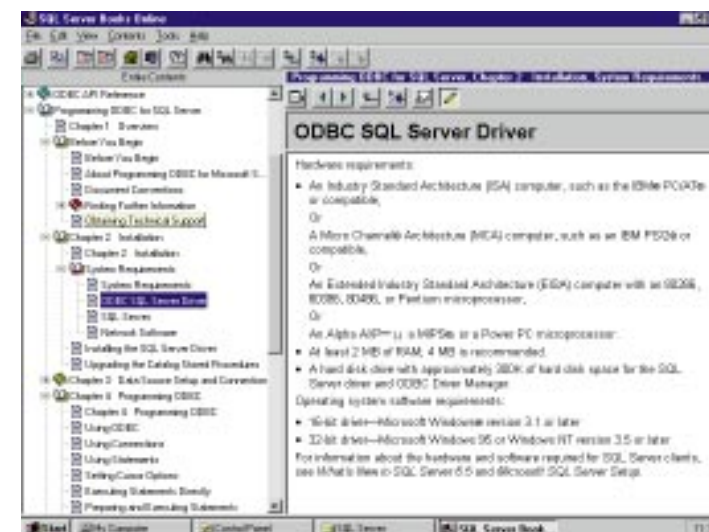 SQL Server Books Online
File Edit View Contents Tools Help
Entire Contents
Programming ODBC for SQL Server, Chapter 2 Installation, System Requirements
ODBC API Reference
Programming ODBC for SQL Server
Chapter 1 Overview
Before You Begin
Before You Begin
About Programming ODBC for Microsoft S...
Document Conventions
Finding Further Information
Obtaining Technical Support
Chapter 2 Installation
Chapter 2 Installation
System Requirements
System Requirements
ODBC SQL Server Driver
SQL Server
Network Software
Installing the SQL Server Driver
Upgrading the Catalog Stored Procedures
Chapter 3 Data Source Setup and Connection
Chapter 4 Programming ODBC
Chapter 4 Programming ODBC
Using ODBC
Using Connections
Using Statements
Setting Cursor Options
Executing Statements Directly
Preparing and Executing Statements
ODBC SQL Server Driver
Hardware requirements:
• An Industry Standard Architecture (ISA) computer, such as the IBM® PC/AT®
or compatible,
Or
A Micro Channel® Architecture (MCA) computer, such as an IBM PS/2® or
compatible,
Or
An Extended Industry Standard Architecture (EISA) computer with an 80286,
80386, 80486, or Pentium microprocessor,
Or
An Alpha AXP a MIPS® or a Power PC microprocessor.
• At least 2 MB of RAM; 4 MB is recommended.
• A hard disk drive with approximately 300K of hard disk space for the SQL
Server driver and ODBC Driver Manager.
Operating system software requirements:
• 16-bit driver—Microsoft Windows® version 3.1 or later
• 32-bit driver—Microsoft Windows 95 or Windows NT version 3.5 or later
For information about the hardware and software required for SQL Server clients,
see What's New in SQL Server 6.5 and Microsoft SQL Server Setup.
Start My Computer Control Panel SQL Server SQL Server Book